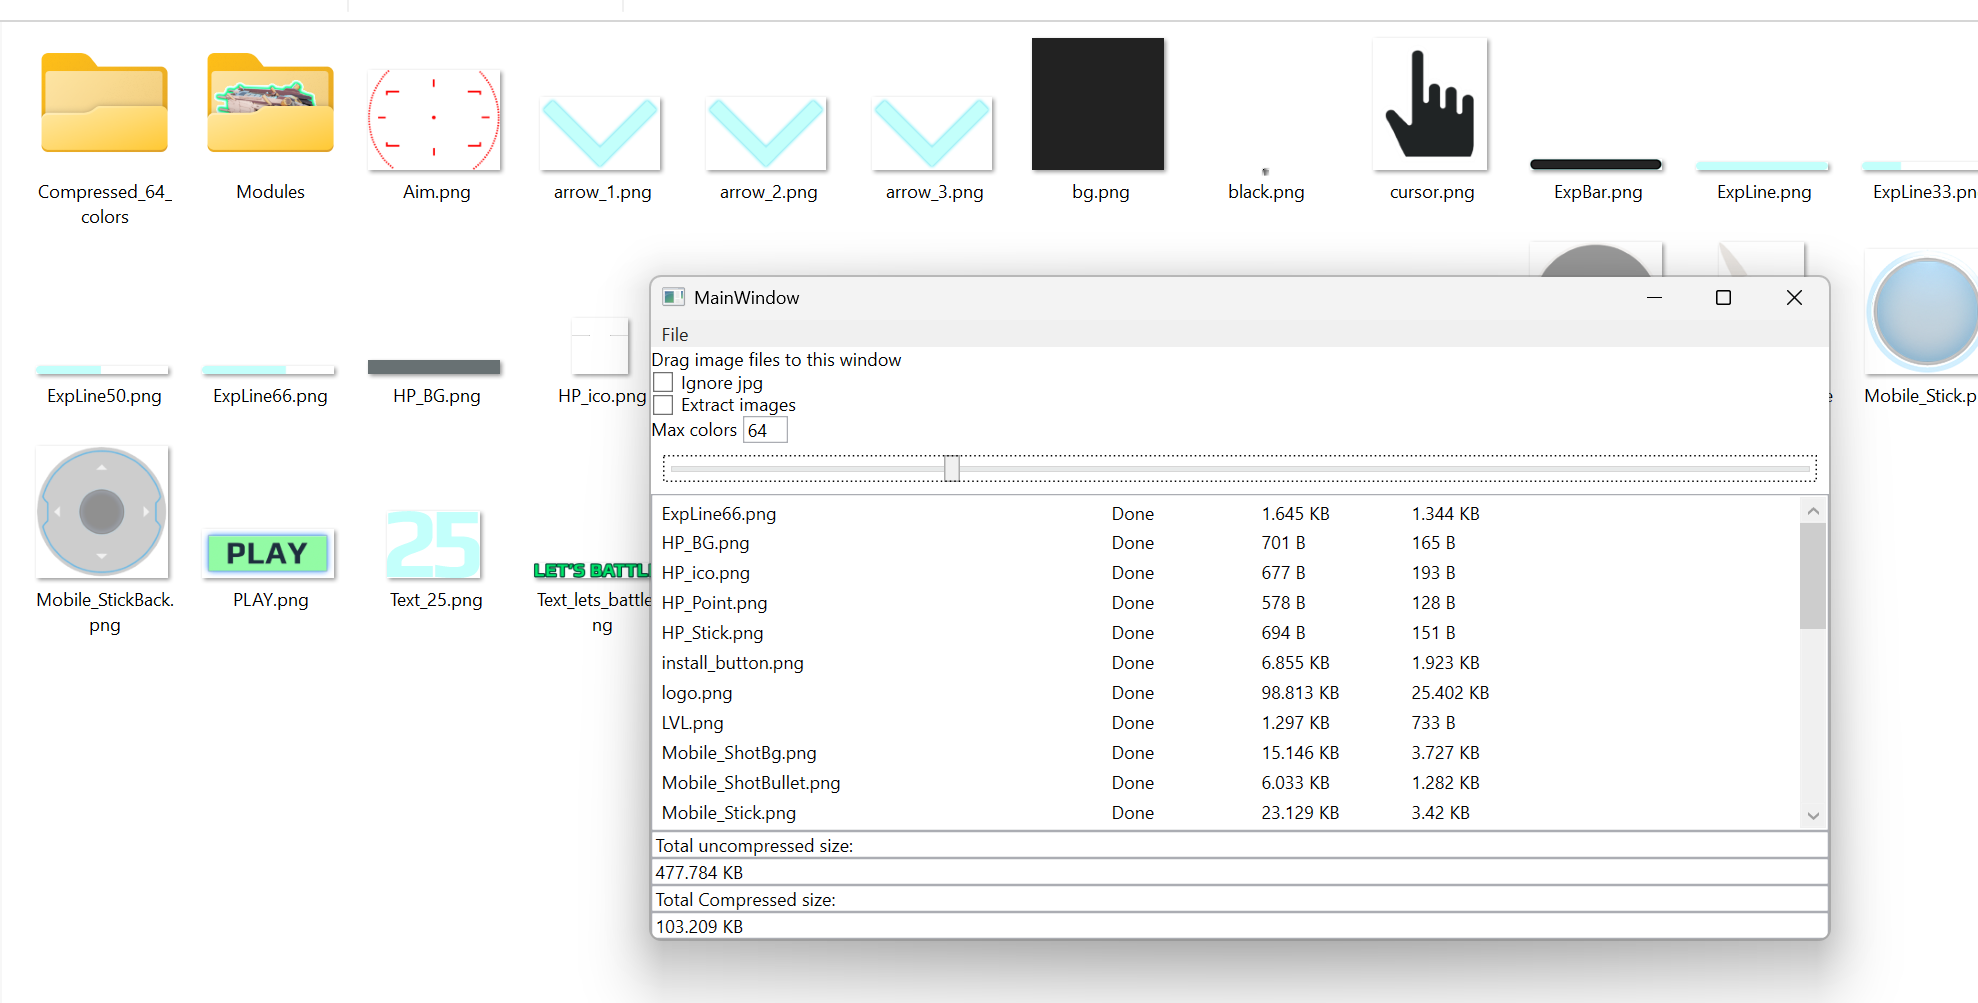 Compressed_64_
colors
Modules
Aim.png
arrow_1.png
arrow_2.png
arrow_3.png
bg.png
black.png
cursor.png
ExpBar.png
ExpLine.png
ExpLine33.pn
ExpLine50.png
ExpLine66.png
HP_BG.png
HP_ico.png
e
Mobile_Stick.p
Mobile_StickBack.
png
PLAY
PLAY.png
25
Text_25.png
LET'S BATTL
Text_lets_battle
ng
MainWindow
File
Drag image files to this window
Ignore jpg
Extract images
Max colors 64
ExpLine66.png Done 1.645 KB 1.344 KB
HP_BG.png Done 701 B 165 B
HP_ico.png Done 677 B 193 B
HP_Point.png Done 578 B 128 B
HP_Stick.png Done 694 B 151 B
install_button.png Done 6.855 KB 1.923 KB
logo.png Done 98.813 KB 25.402 KB
LVL.png Done 1.297 KB 733 B
Mobile_ShotBg.png Done 15.146 KB 3.727 KB
Mobile_ShotBullet.png Done 6.033 KB 1.282 KB
Mobile_Stick.png Done 23.129 KB 3.42 KB
Total uncompressed size:
477.784 KB
Total Compressed size:
103.209 KB